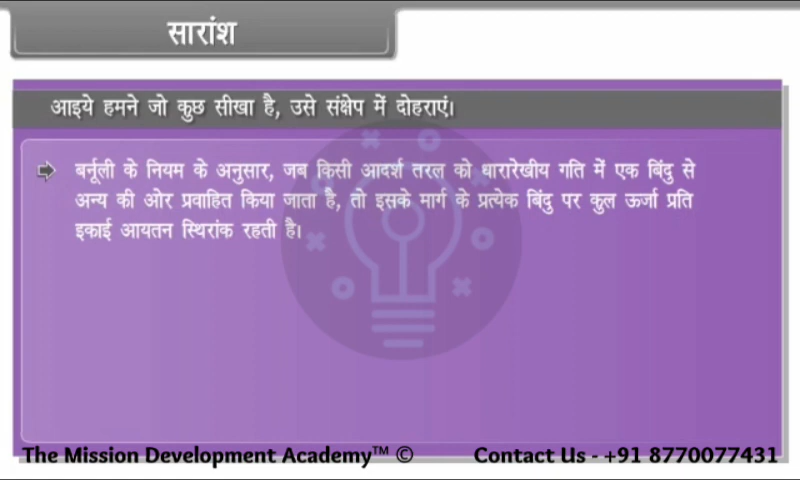 सारांश
आइये हमने जो कुछ सीखा है, उसे संक्षेप में दोहराएं।
बर्नूली के नियम के अनुसार, जब किसी आदर्श तरल को धारारेखीय गति में एक बिंदु से
अन्य की ओर प्रवाहित किया जाता है, तो इसके मार्ग के प्रत्येक बिंदु पर कुल ऊर्जा प्रति
इकाई आयतन स्थिरांक रहती है।
The Mission Development Academy™ © Contact Us - +91 8770077431